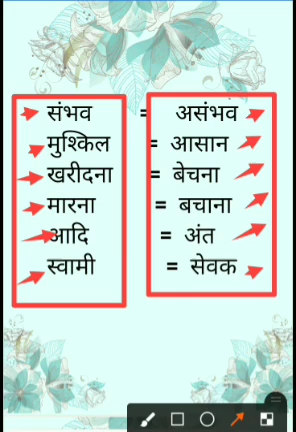 संभव = असंभव
मुश्किल = आसान
खरीदना = बेचना
मारना = बचाना
आदि = अंत
स्वामी = सेवक